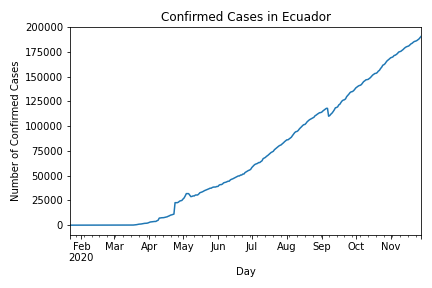 Confirmed Cases in Ecuador
200000
175000
150000
125000
100000
75000
50000
25000
0
Number of Confirmed Cases
Feb Mar Apr May Jun Jul Aug Sep Oct Nov
2020
Day